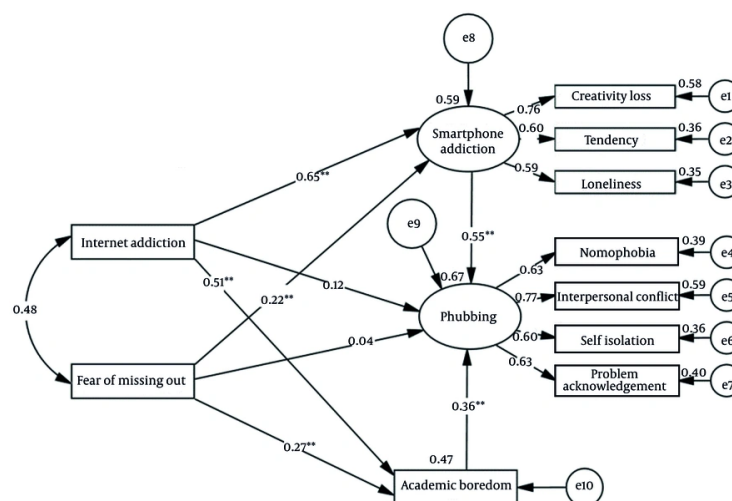 e8
0.59
0.76
0.58
Creativity loss
e1
Smartphone
addiction
0.60
0.36
Tendency
e2
0.59
0.35
Loneliness
e3
0.65**
e9
0.55**
Internet addiction
0.51**
0.22**
0.12
0.67
0.63
0.39
Nomophobia
e4
0.48
Phubbing
0.77
0.59
Interpersonal conflict
e5
0.60
0.36
Self isolation
e6
0.04
0.63
0.40
Problem
acknowledgement
e7
Fear of missing out
0.36**
0.27**
0.47
Academic boredom
e10